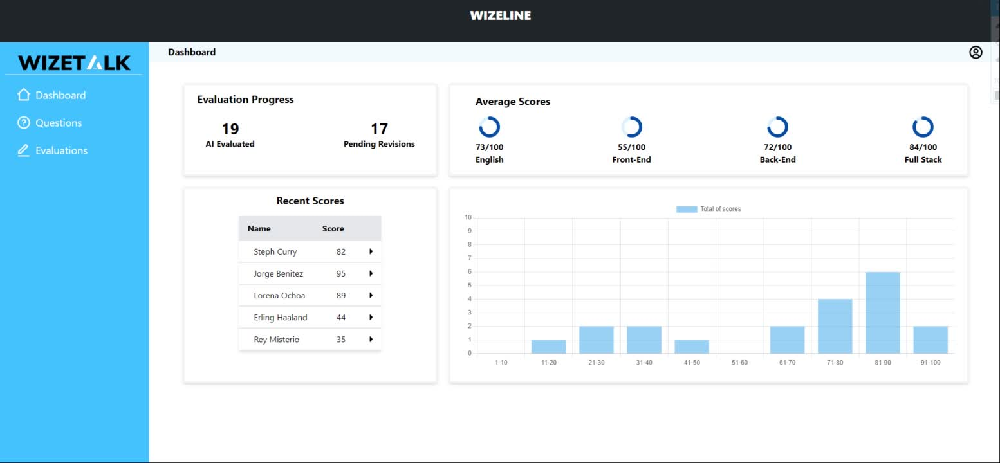 WIZELINE
WIZETALK
Dashboard
Questions
Evaluations
Dashboard
Evaluation Progress
19
AI Evaluated
17
Pending Revisions
Average Scores
73/100
English
55/100
Front-End
72/100
Back-End
84/100
Full Stack
Recent Scores
Name Score
Steph Curry 82
Jorge Benitez 95
Lorena Ochoa 89
Erling Haaland 44
Rey Misterio 35
Total of scores
10
9
8
7
6
5
4
3
2
1
0
1-10 11-20 21-30 31-40 41-50 51-60 61-70 71-80 81-90 91-100